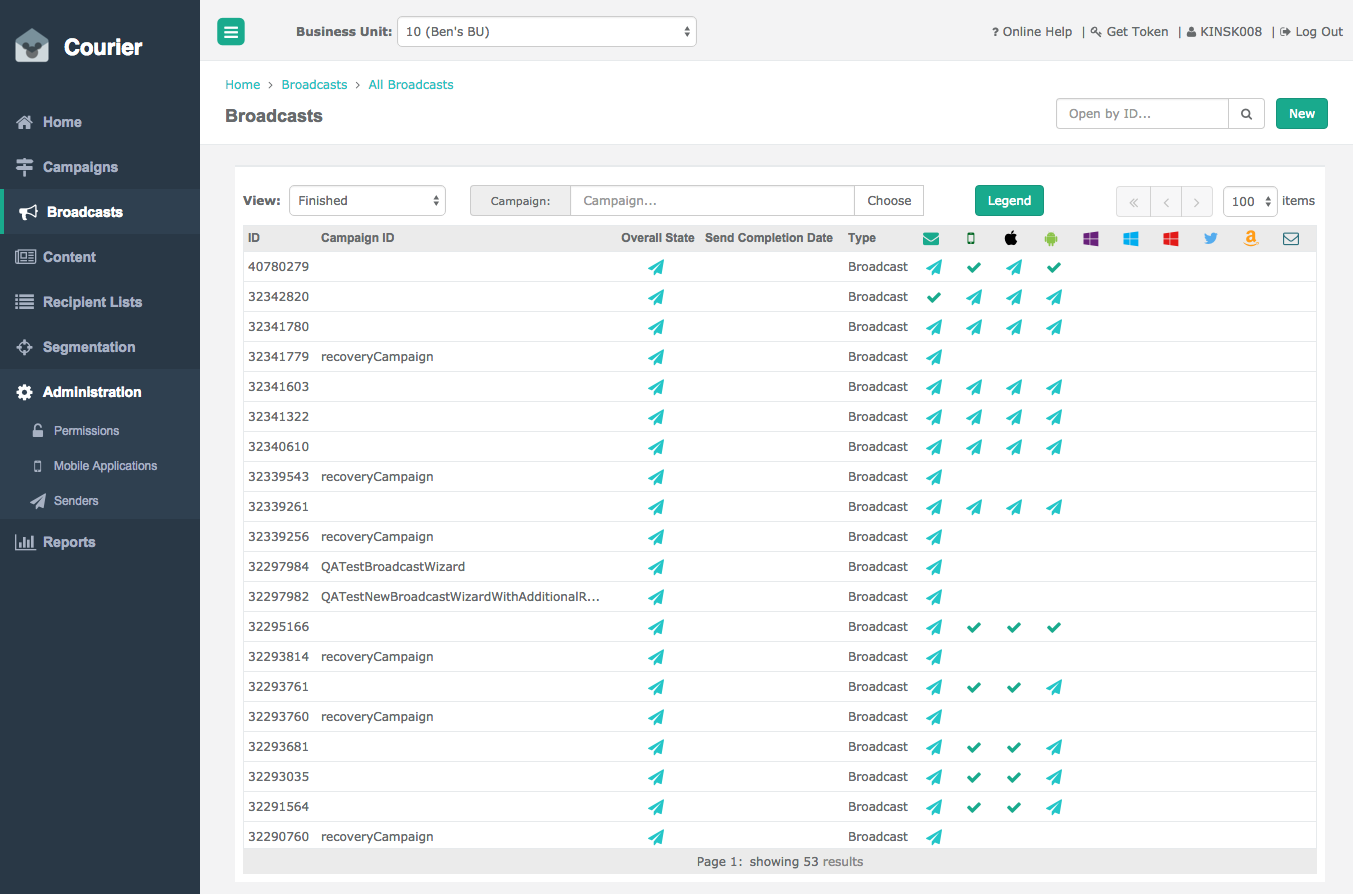 Courier
Business Unit: 10 (Ben's BU)
? Online Help | Get Token | KINSK008 | Log Out
Home > Broadcasts > All Broadcasts
Broadcasts
Open by ID...
New
Home
Campaigns
Broadcasts
Content
Recipient Lists
Segmentation
Administration
Permissions
Mobile Applications
Senders
Reports
View: Finished Campaign: Campaign... Choose Legend « ‹ › 100 items
ID Campaign ID Overall State Send Completion Date Type
40780279 Broadcast
32342820 Broadcast
32341780 Broadcast
32341779 recoveryCampaign Broadcast
32341603 Broadcast
32341322 Broadcast
32340610 Broadcast
32339543 recoveryCampaign Broadcast
32339261 Broadcast
32339256 recoveryCampaign Broadcast
32297984 QATestBroadcastWizard Broadcast
32297982 QATestNewBroadcastWizardWithAdditionalR... Broadcast
32295166 Broadcast
32293814 recoveryCampaign Broadcast
32293761 Broadcast
32293760 recoveryCampaign Broadcast
32293681 Broadcast
32293035 Broadcast
32291564 Broadcast
32290760 recoveryCampaign Broadcast
Page 1: showing 53 results